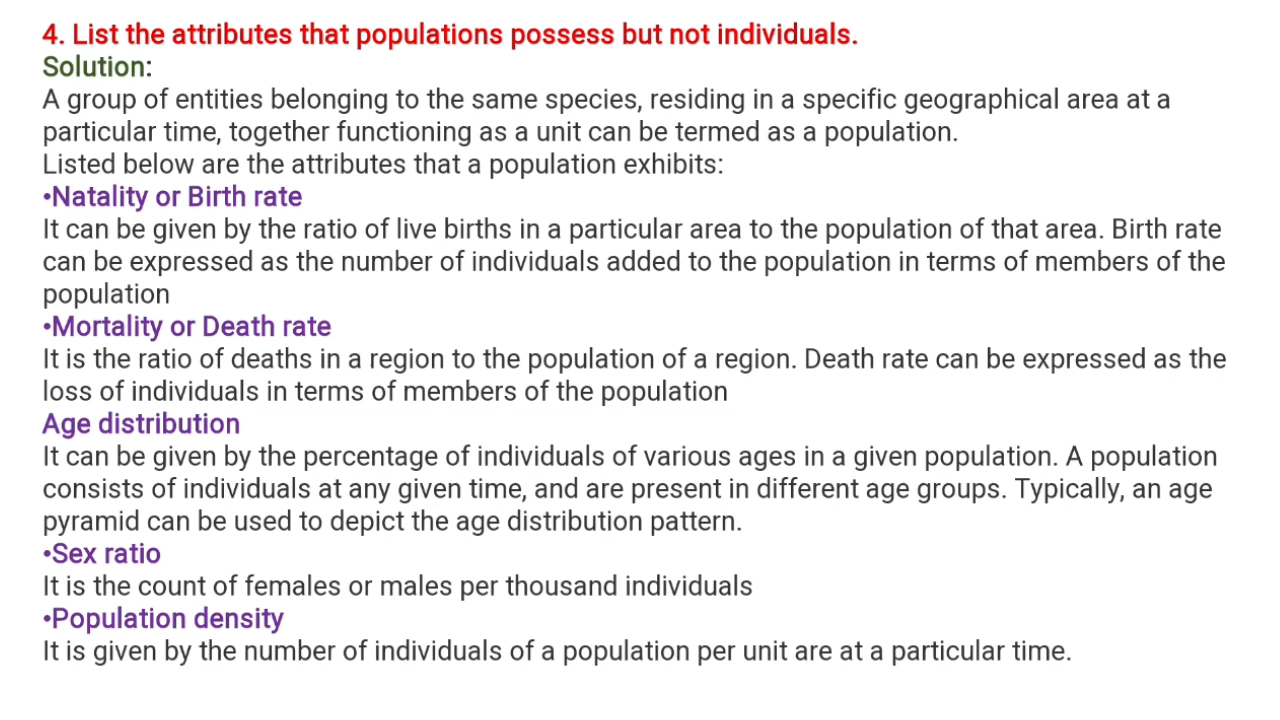 4. List the attributes that populations possess but not individuals.
Solution:
A group of entities belonging to the same species, residing in a specific geographical area at a
particular time, together functioning as a unit can be termed as a population.
Listed below are the attributes that a population exhibits:
•Natality or Birth rate
It can be given by the ratio of live births in a particular area to the population of that area. Birth rate
can be expressed as the number of individuals added to the population in terms of members of the
population
•Mortality or Death rate
It is the ratio of deaths in a region to the population of a region. Death rate can be expressed as the
loss of individuals in terms of members of the population
Age distribution
It can be given by the percentage of individuals of various ages in a given population. A population
consists of individuals at any given time, and are present in different age groups. Typically, an age
pyramid can be used to depict the age distribution pattern.
•Sex ratio
It is the count of females or males per thousand individuals
•Population density
It is given by the number of individuals of a population per unit are at a particular time.